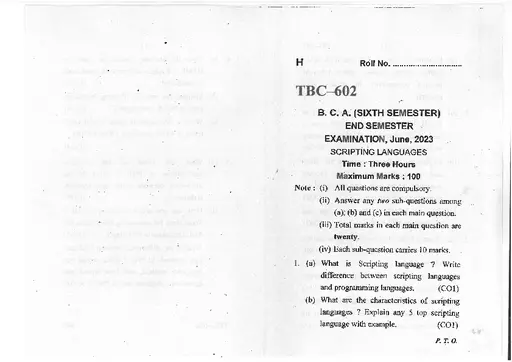 H Roll No. ..............................
TBC–602
B. C. A. (SIXTH SEMESTER)
END SEMESTER
EXAMINATION, June, 2023
SCRIPTING LANGUAGES
Time : Three Hours
Maximum Marks : 100
Note : (i) All questions are compulsory.
(ii) Answer any two sub-questions among
(a), (b) and (c) in each main question.
(iii) Total marks in each main question are
twenty.
(iv) Each sub-question carries 10 marks.
1. (a) What is Scripting language ? Write
difference between scripting languages
and programming languages. (CO1)
(b) What are the characteristics of scripting
languages ? Explain any 5 top scripting
language with example. (CO1)
P. T. O.